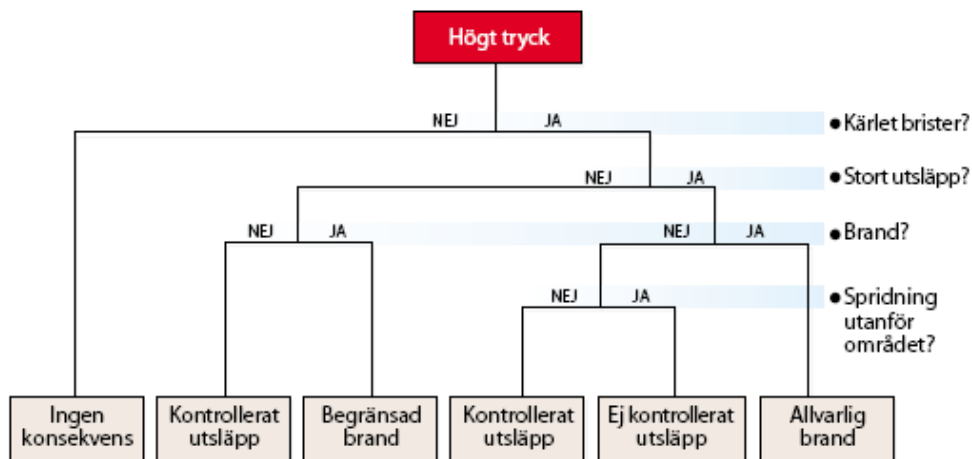 Högt tryck
NEJ JA
● Kärlet brister?
NEJ JA
● Stort utsläpp?
NEJ JA NEJ JA
● Brand?
NEJ JA
● Spridning
utanför
området?
Ingen
konsekvens
Kontrollerat
utsläpp
Begränsad
brand
Kontrollerat
utsläpp
Ej kontrollerat
utsläpp
Allvarlig
brand